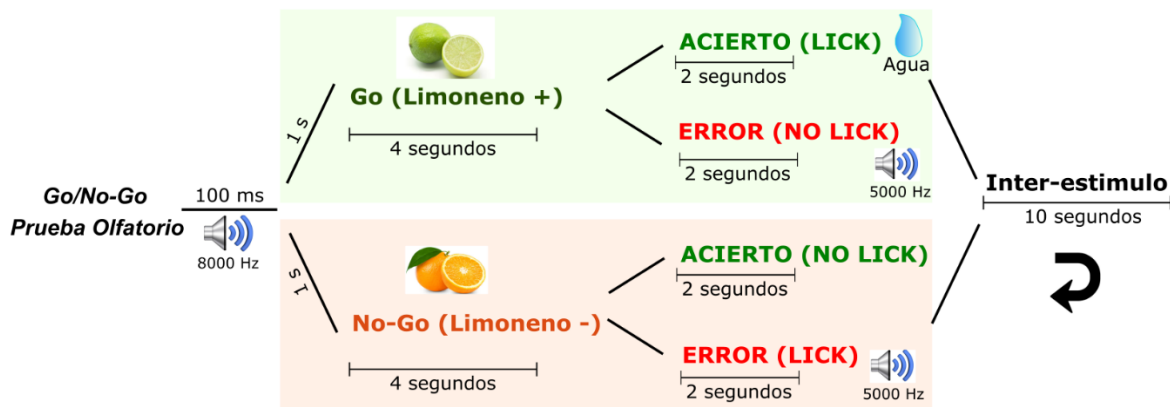 Go/No-Go
Prueba Olfatorio
100 ms
8000 Hz
1 s
Go (Limoneno +)
4 segundos
ACIERTO (LICK)
2 segundos
Agua
ERROR (NO LICK)
2 segundos
5000 Hz
1 s
No-Go (Limoneno -)
4 segundos
ACIERTO (NO LICK)
2 segundos
ERROR (LICK)
2 segundos
5000 Hz
Inter-estimulo
10 segundos